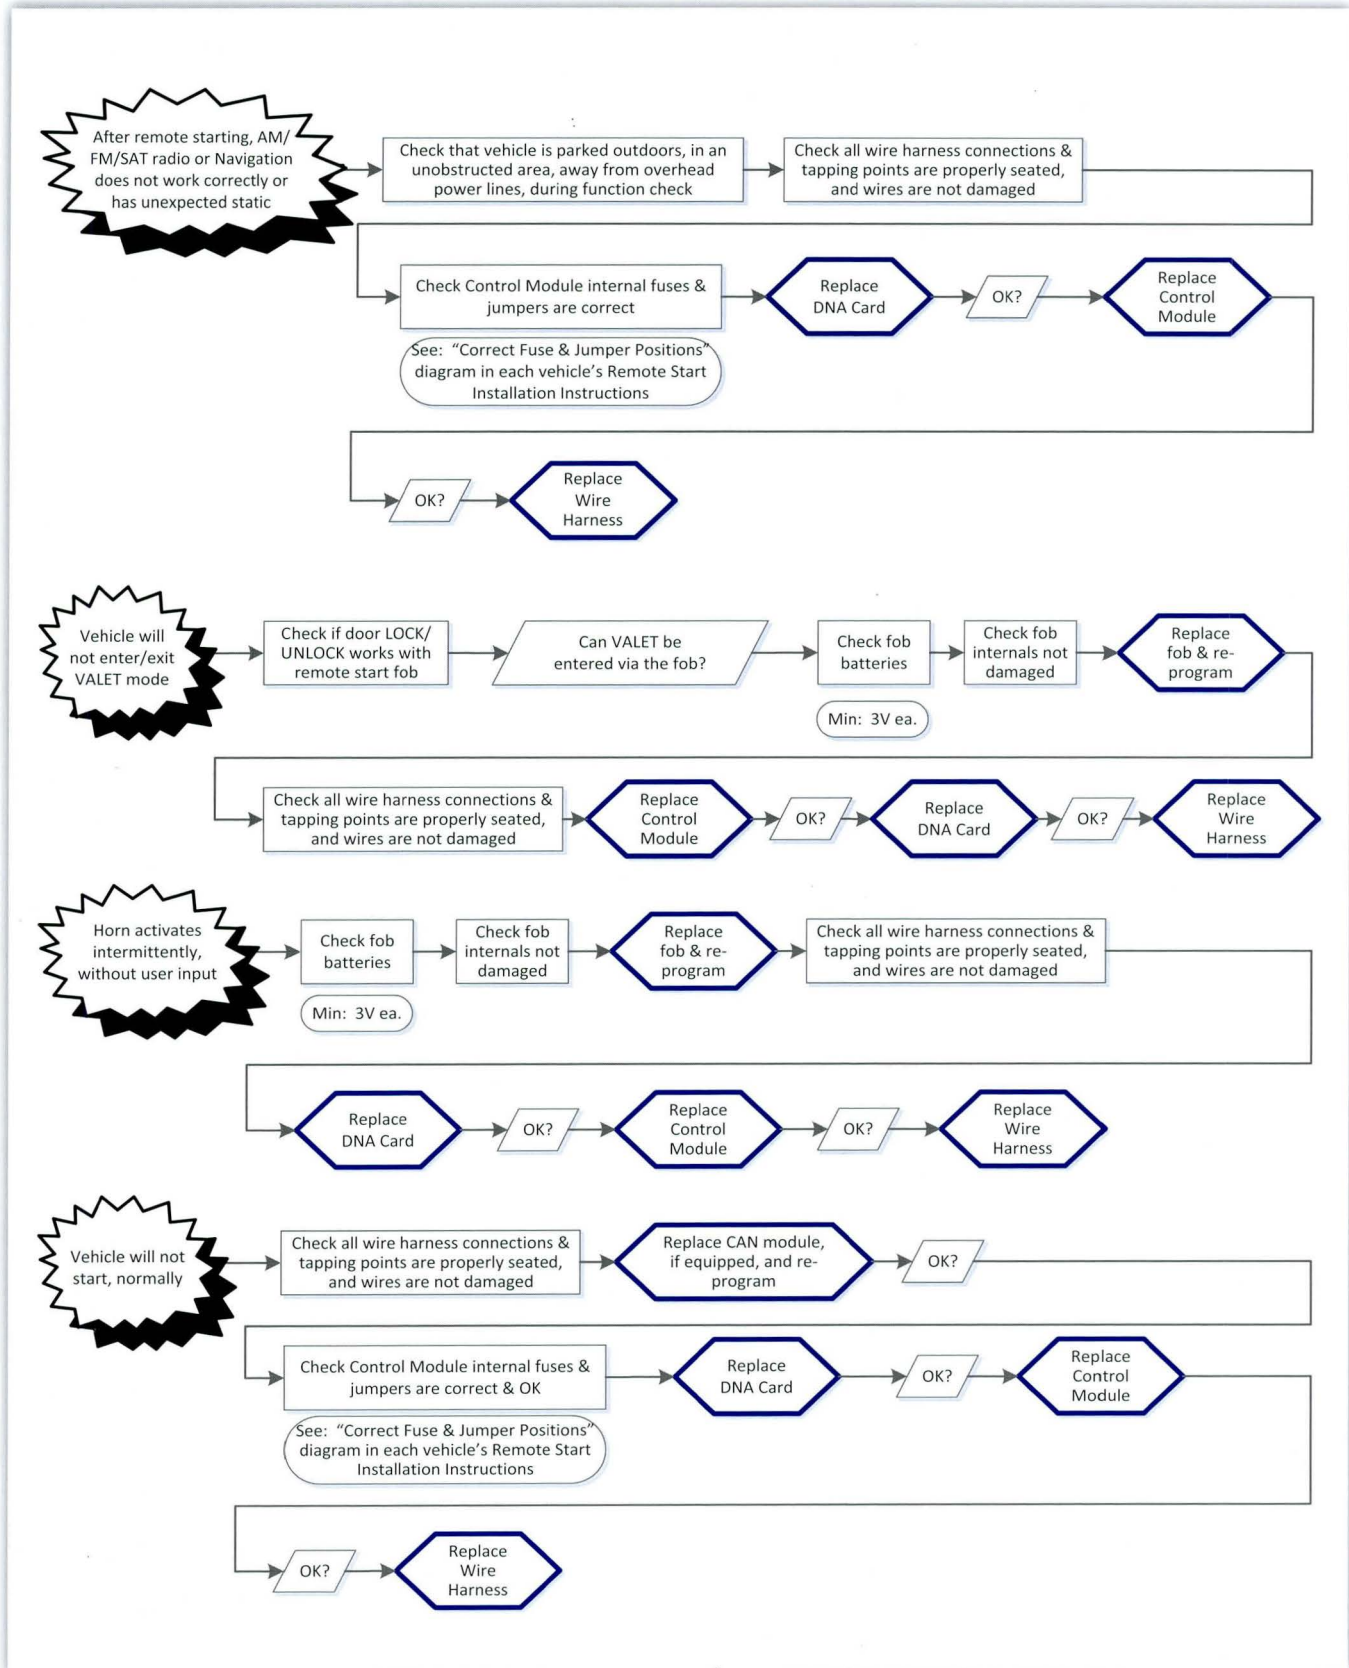 After remote starting, AM/
FM/SAT radio or Navigation
does not work correctly or
has unexpected static
Check that vehicle is parked outdoors, in an
unobstructed area, away from overhead
power lines, during function check
Check all wire harness connections &
tapping points are properly seated,
and wires are not damaged
Check Control Module internal fuses &
jumpers are correct
See:  "Correct Fuse & Jumper Positions"
diagram in each vehicle's Remote Start
Installation Instructions
Replace
DNA Card
OK?
Replace
Control
Module
OK?
Replace
Wire
Harness
Vehicle will
not enter/exit
VALET mode
Check if door LOCK/
UNLOCK works with
remote start fob
Can VALET be
entered via the fob?
Check fob
batteries
Min:  3V ea.
Check fob
internals not
damaged
Replace
fob & re-
program
Check all wire harness connections &
tapping points are properly seated,
and wires are not damaged
Replace
Control
Module
OK?
Replace
DNA Card
OK?
Replace
Wire
Harness
Horn activates
intermittently,
without user input
Check fob
batteries
Min:  3V ea.
Check fob
internals not
damaged
Replace
fob & re-
program
Check all wire harness connections &
tapping points are properly seated,
and wires are not damaged
Replace
DNA Card
OK?
Replace
Control
Module
OK?
Replace
Wire
Harness
Vehicle will not
start, normally
Check all wire harness connections &
tapping points are properly seated,
and wires are not damaged
Replace CAN module,
if equipped, and re-
program
OK?
Check Control Module internal fuses &
jumpers are correct & OK
See:  "Correct Fuse & Jumper Positions"
diagram in each vehicle's Remote Start
Installation Instructions
Replace
DNA Card
OK?
Replace
Control
Module
OK?
Replace
Wire
Harness